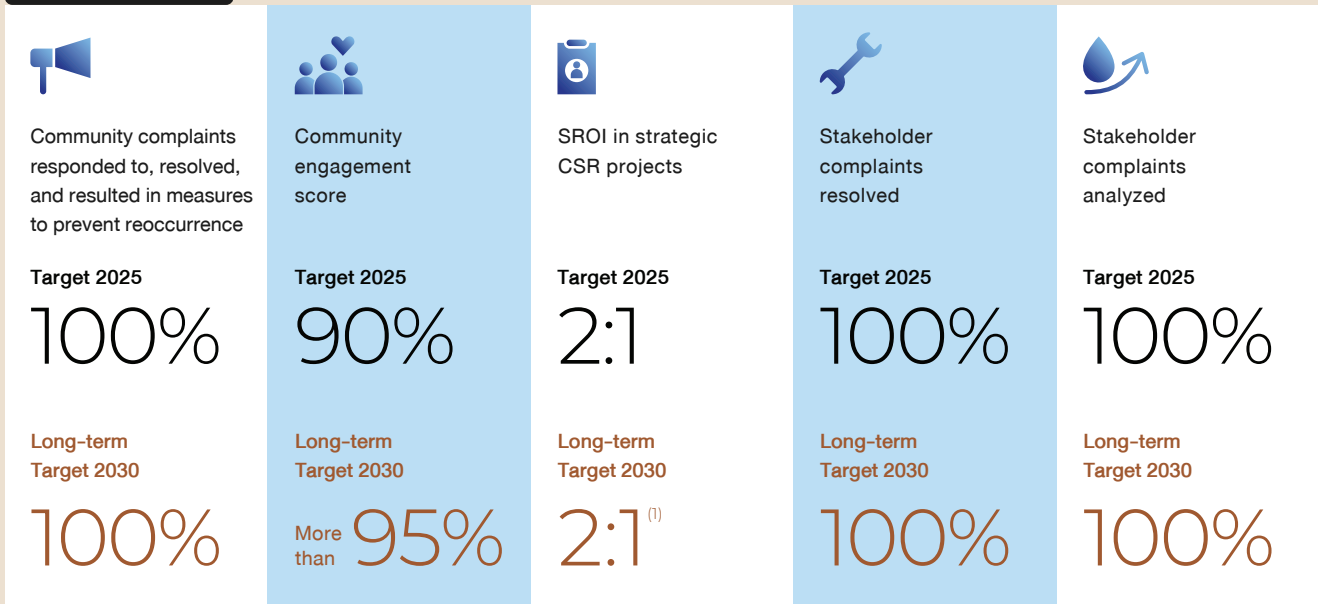 Community complaints
responded to, resolved,
and resulted in measures
to prevent reoccurrence
Target 2025
100%
Long-term
Target 2030
100%
Community
engagement
score
Target 2025
90%
Long-term
Target 2030
More
than 95%
SROI in strategic
CSR projects
Target 2025
2:1
Long-term
Target 2030
2:1 (1)
Stakeholder
complaints
resolved
Target 2025
100%
Long-term
Target 2030
100%
Stakeholder
complaints
analyzed
Target 2025
100%
Long-term
Target 2030
100%